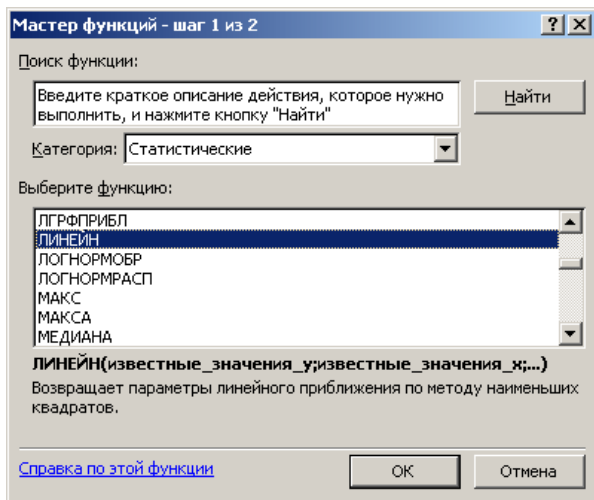 Мастер функций - шаг 1 из 2
Поиск функции:
Введите краткое описание действия, которое нужно
выполнить, и нажмите кнопку "Найти"
Найти
Категория: Статистические
Выберите функцию:
ЛГРФПРИБЛ
ЛИНЕЙН
ЛОГНОРМОБР
ЛОГНОРМРАСП
МАКС
МАКСА
МЕДИАНА
ЛИНЕЙН(известные_значения_y;известные_значения_x;...)
Возвращает параметры линейного приближения по методу наименьших
квадратов.
Справка по этой функции
ОК
Отмена